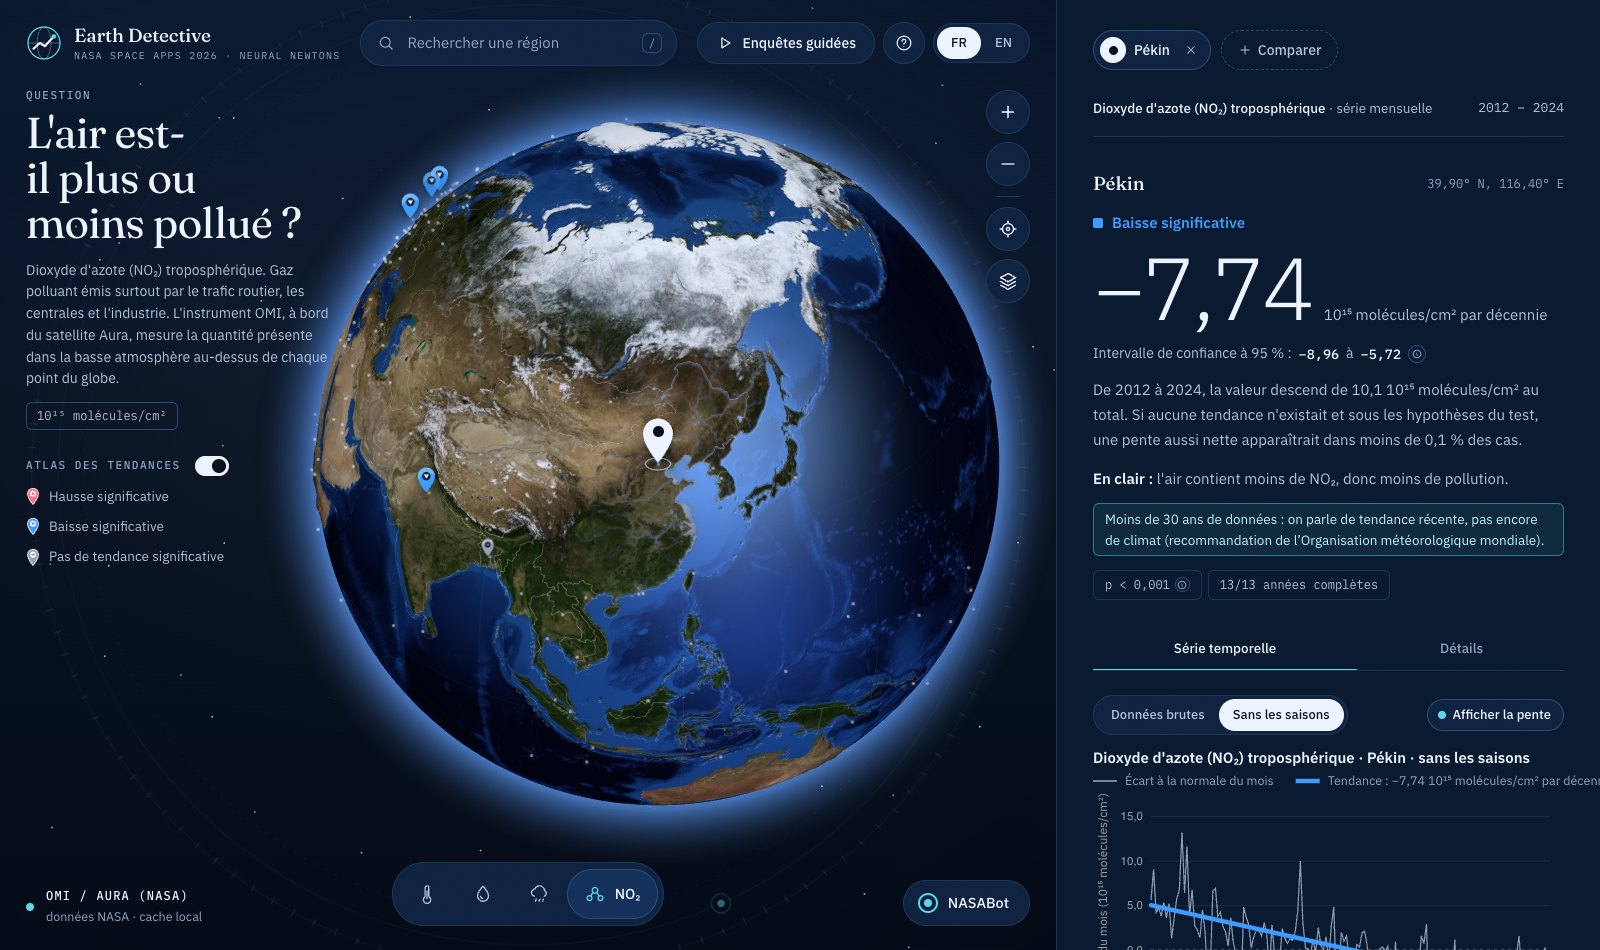 Earth Detective
NASA SPACE APPS 2026 · NEURAL NEWTONS
Rechercher une région
/
Enquêtes guidées
FR
EN
QUESTION
L'air est-
il plus ou
moins pollué ?
Dioxyde d'azote (NO₂) troposphérique. Gaz
polluant émis surtout par le trafic routier, les
centrales et l'industrie. L'instrument OMI, à bord
du satellite Aura, mesure la quantité présente
dans la basse atmosphère au-dessus de chaque
point du globe.
10¹⁵ molécules/cm²
ATLAS DES TENDANCES
Hausse significative
Baisse significative
Pas de tendance significative
OMI / AURA (NASA)
données NASA · cache local
NO₂
NASABot
Pékin ×
+ Comparer
Dioxyde d'azote (NO₂) troposphérique · série mensuelle
2012 – 2024
Pékin
39,90° N, 116,40° E
Baisse significative
−7,74 10¹⁵ molécules/cm² par décennie
Intervalle de confiance à 95 % : −8,96 à −5,72
De 2012 à 2024, la valeur descend de 10,1 10¹⁵ molécules/cm² au
total. Si aucune tendance n'existait et sous les hypothèses du test,
une pente aussi nette apparaîtrait dans moins de 0,1 % des cas.
En clair : l'air contient moins de NO₂, donc moins de pollution.
Moins de 30 ans de données : on parle de tendance récente, pas encore
de climat (recommandation de l’Organisation météorologique mondiale).
p < 0,001
13/13 années complètes
Série temporelle
Détails
Données brutes
Sans les saisons
Afficher la pente
Dioxyde d'azote (NO₂) troposphérique · Pékin · sans les saisons
Écart à la normale du mois
Tendance : −7,74 10¹⁵ molécules/cm² par décenn
du mois (10¹⁵ molécules/cm²)
15,0
10,0
5,0
0,0